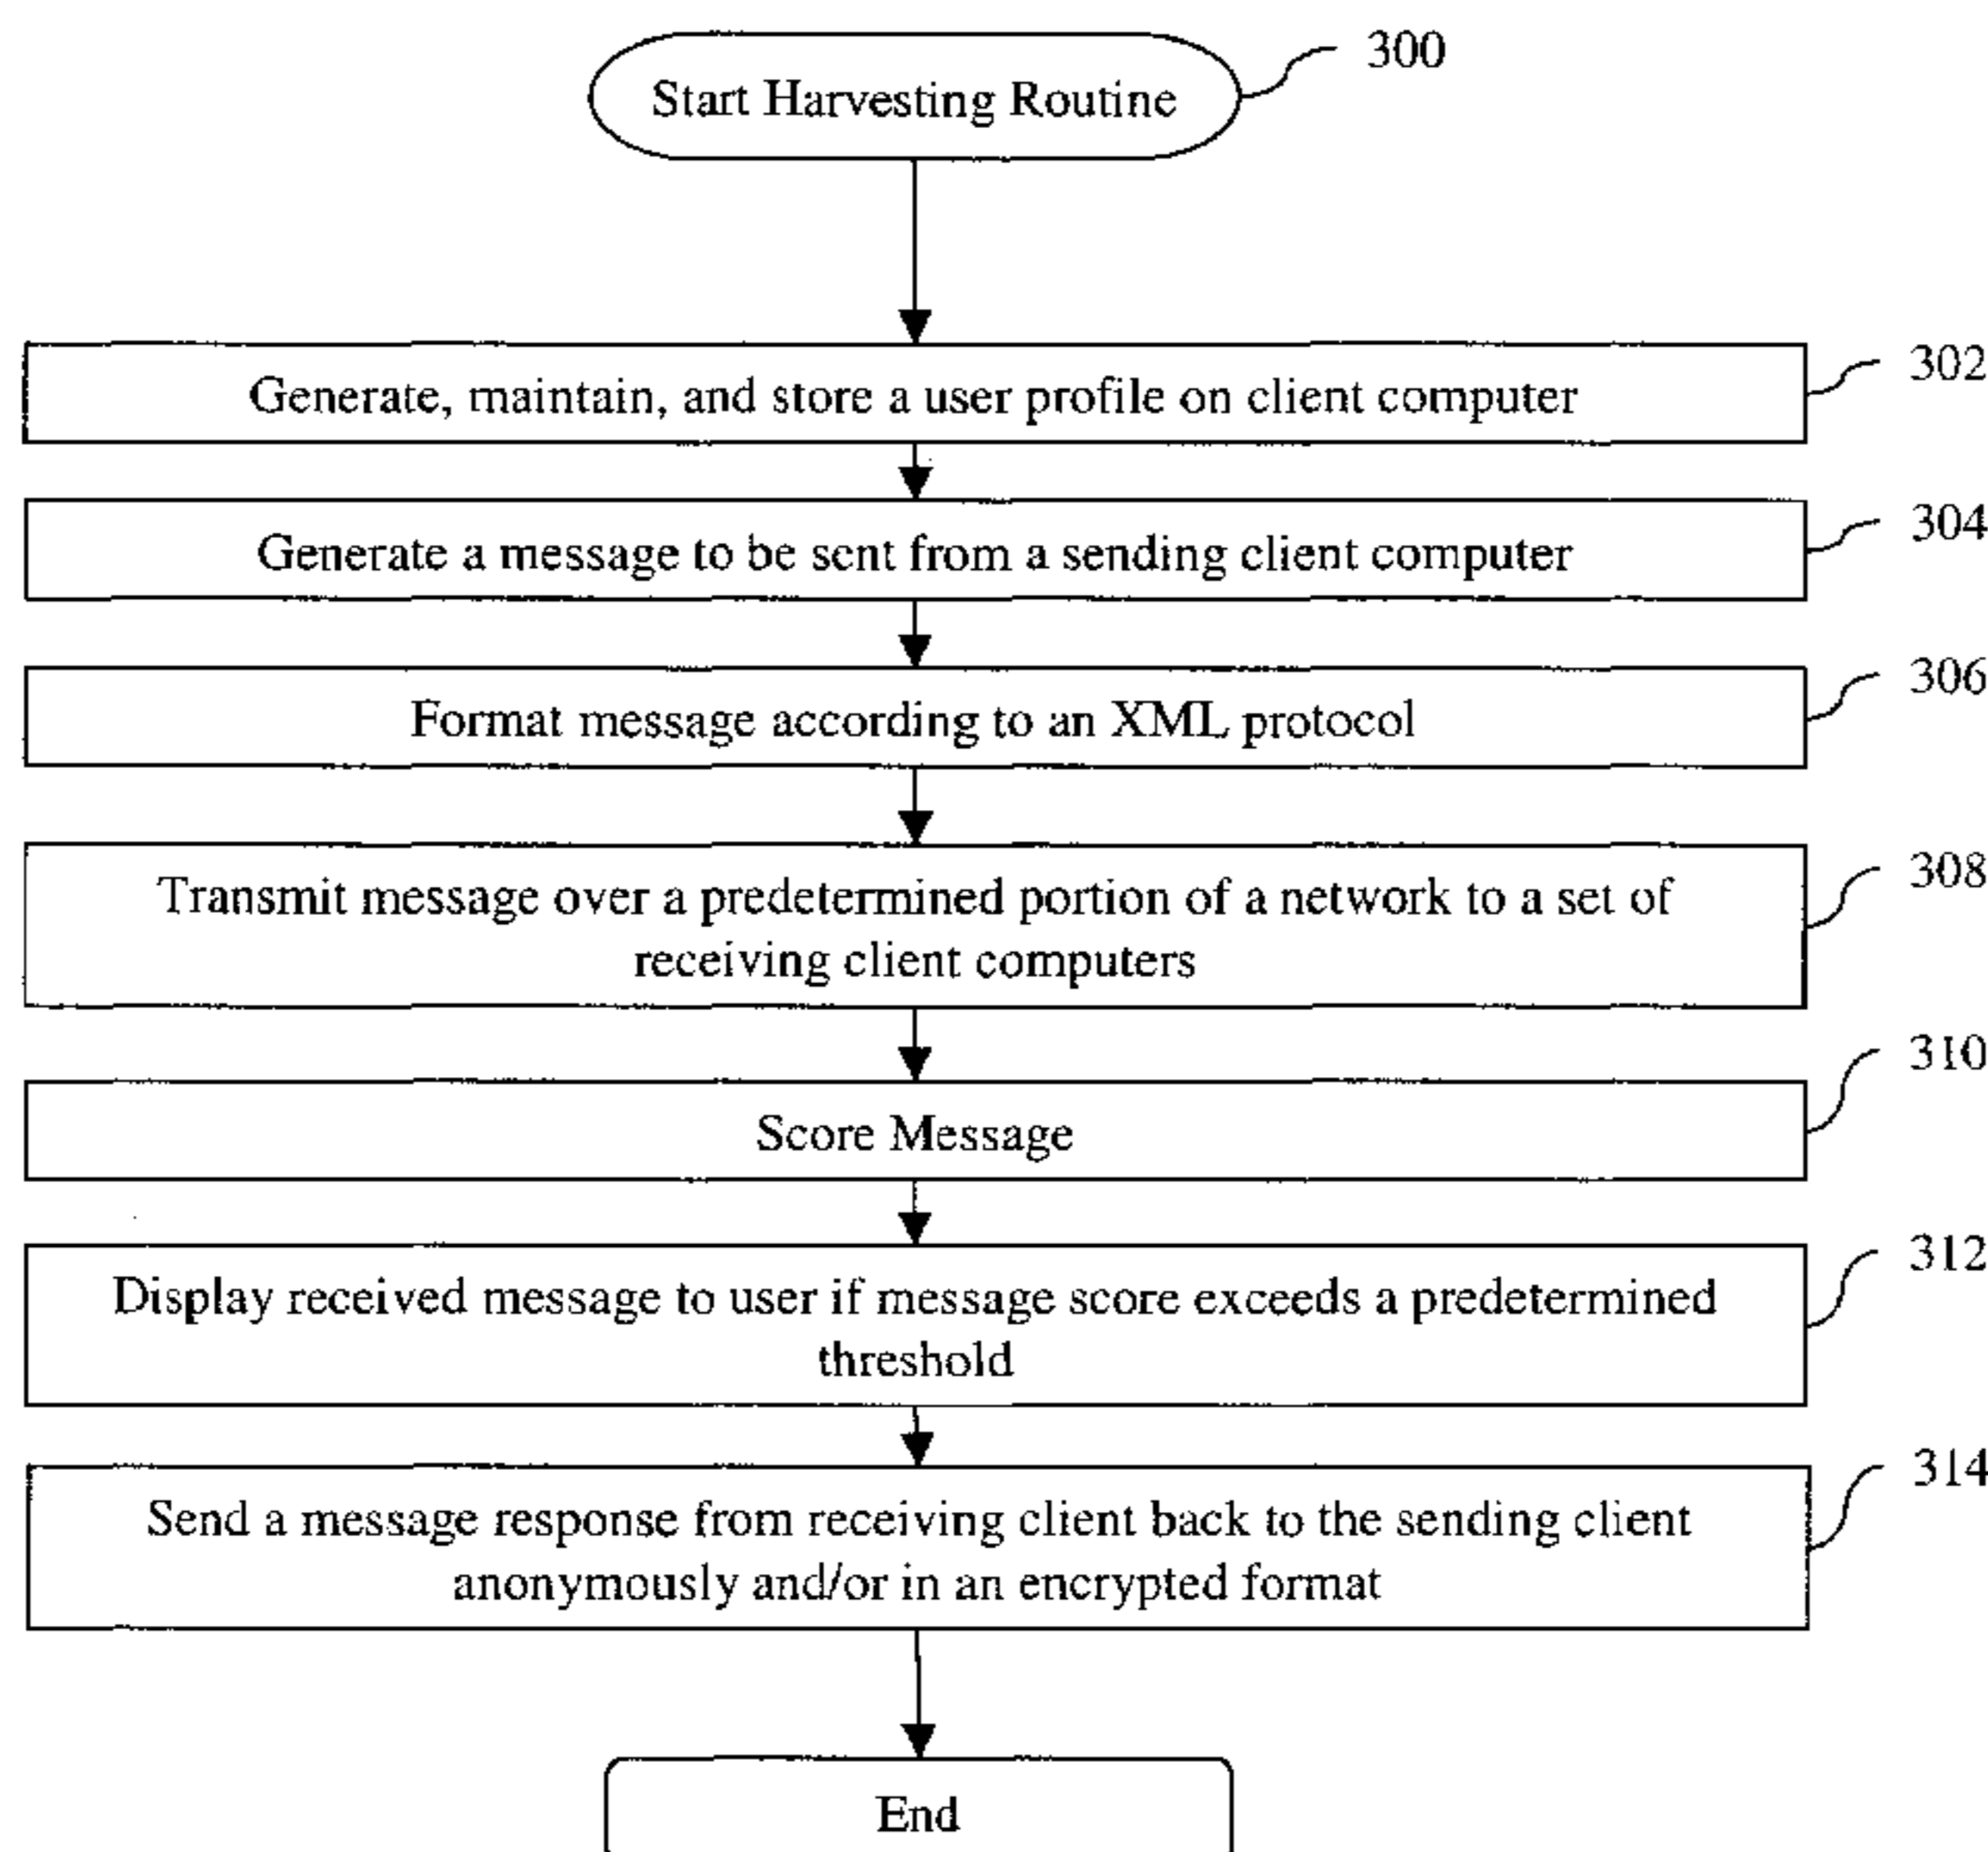 Start Harvesting Routine
300
Generate, maintain, and store a user profile on client computer
302
Generate a message to be sent from a sending client computer
304
Format message according to an XML protocol
306
Transmit message over a predetermined portion of a network to a set of
receiving client computers
308
Score Message
310
Display received message to user if message score exceeds a predetermined
threshold
312
Send a message response from receiving client back to the sending client
anonymously and/or in an encrypted format
314
End